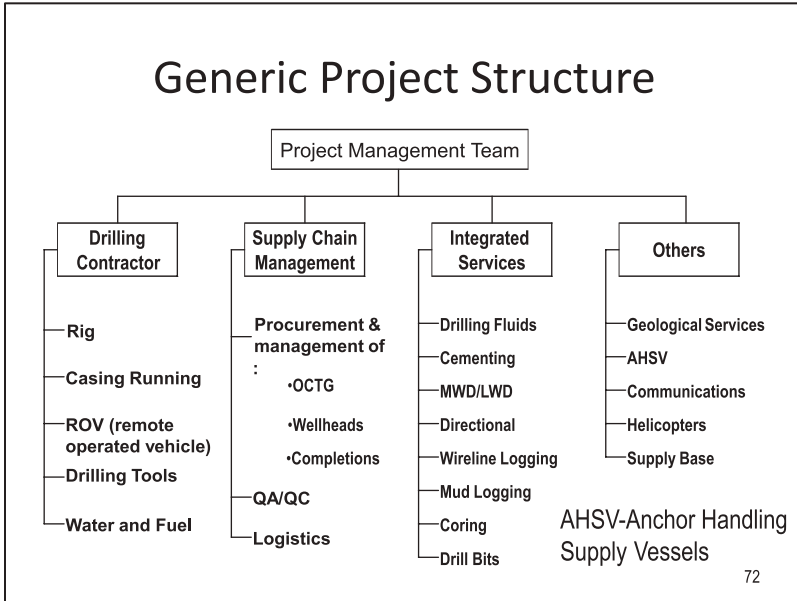 Generic Project Structure
Project Management Team
Drilling
Contractor
Rig
Casing Running
ROV (remote
operated vehicle)
Drilling Tools
Water and Fuel
Supply Chain
Management
Procurement &
management of
:
•OCTG
•Wellheads
•Completions
QA/QC
Logistics
Integrated
Services
Drilling Fluids
Cementing
MWD/LWD
Directional
Wireline Logging
Mud Logging
Coring
Drill Bits
Others
Geological Services
AHSV
Communications
Helicopters
Supply Base
AHSV-Anchor Handling
Supply Vessels
72